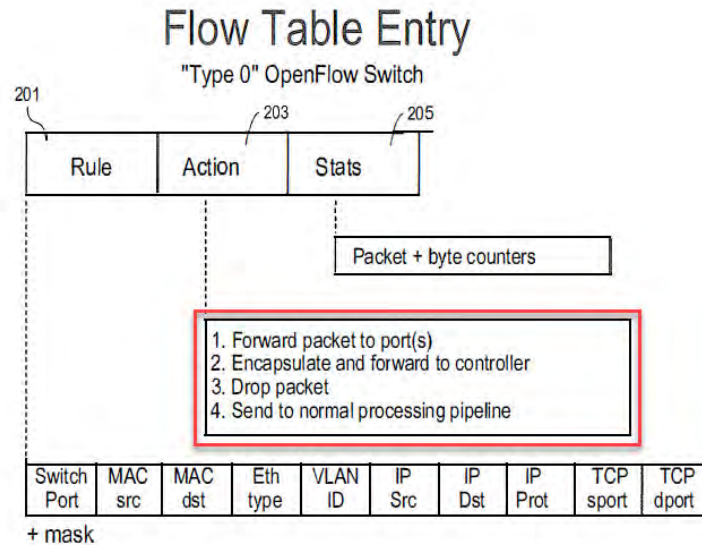 Flow Table Entry
"Type 0" OpenFlow Switch
201
203
205
Rule Action Stats
Packet + byte counters
1. Forward packet to port(s)
2. Encapsulate and forward to controller
3. Drop packet
4. Send to normal processing pipeline
Switch Port MAC src MAC dst Eth type VLAN ID IP Src IP Dst IP Prot TCP sport TCP dport
+ mask